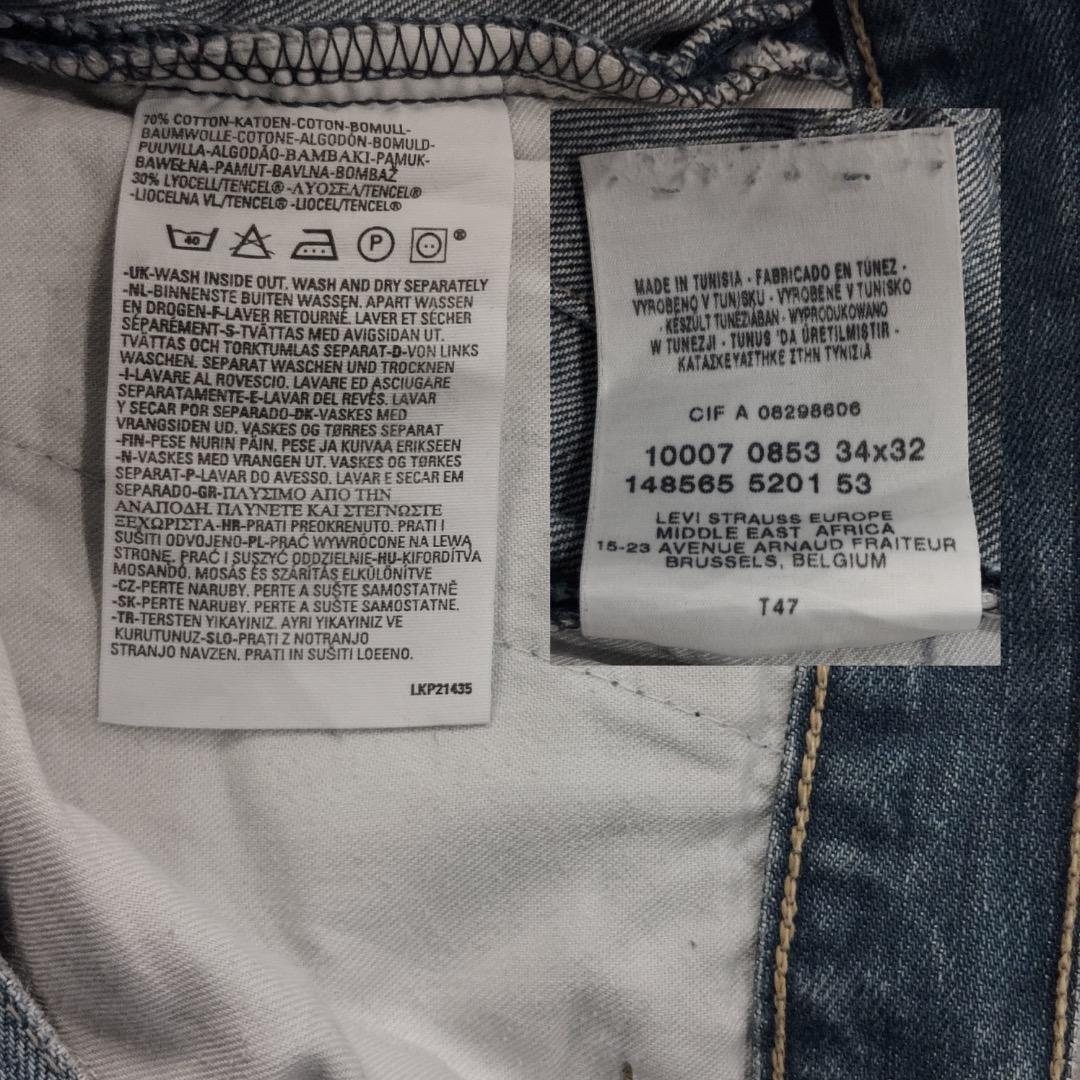 70% COTTON-KATOEN-COTON-BOMULL-
BAUMWOLLE-COTONE-ALGODÓN-BOMULD-
PUUVILLA-ALGODÃO-BAMBAKI-PAMUK-
BAWEŁNA-PAMUT-BAVLNA-BOMBAŽ
30% LYOCELL/TENCEL®-ΛΥΟΣΕΛ/TENCEL®
-LIOCELNA VL/TENCEL®-LIOCEL/TENCEL®
40 P ®
-UK-WASH INSIDE OUT. WASH AND DRY SEPARATELY
-NL-BINNENSTE BUITEN WASSEN. APART WASSEN
EN DROGEN-F-LAVER RETOURNÉ. LAVER ET SÉCHER
SÉPARÉMENT-S-TVÄTTAS MED AVIGSIDAN UT.
TVÄTTAS OCH TORKTUMLAS SEPARAT-D-VON LINKS
WASCHEN. SEPARAT WASCHEN UND TROCKNEN
-I-LAVARE AL ROVESCIO. LAVARE ED ASCIUGARE
SEPARATAMENTE-E-LAVAR DEL REVÉS. LAVAR
Y SECAR POR SEPARADO-DK-VASKES MED
VRANGSIDEN UD. VASKES OG TØRRES SEPARAT
-FIN-PESE NURIN PÄIN. PESE JA KUIVAA ERIKSEEN
-N-VASKES MED VRANGEN UT. VASKES OG TØRKES
SEPARAT-P-LAVAR DO AVESSO. LAVAR E SECAR EM
SEPARADO-GR-ΠΛΥΣΙΜΟ ΑΠΟ ΤΗΝ
ΑΝΑΠΟΔΗ. ΠΛΥΝΕΤΕ ΚΑΙ ΣΤΕΓΝΩΣΤΕ
ΞΕΧΩΡΙΣΤΑ-HR-PRATI PREOKRENUTO. PRATI I
SUŠITI ODVOJENO-PL-PRAĆ WYWRÓCONE NA LEWĄ
STRONĘ. PRAĆ I SUSZYĆ ODDZIELNIE-HU-KIFORDÍTVA
MOSANDÓ. MOSÁS ÉS SZÁRÍTÁS ELKÜLÖNÍTVE
-CZ-PERTE NARUBY. PERTE A SUŠTE SAMOSTATNĚ
-SK-PERTE NARUBY. PERTE A SUŠTE SAMOSTATNE.
-TR-TERSTEN YIKAYINIZ. AYRI YIKAYINIZ VE
KURUTUNUZ-SLO-PRATI Z NOTRANJO
STRANJO NAVZEN. PRATI IN SUŠITI LOEENO.
LKP21435
MADE IN TUNISIA · FABRICADO EN TÚNEZ ·
VYROBENO V TUNISKU · VYROBENÉ V TUNISKO
· KÉSZÜLT TUNÉZIÁBAN · WYPRODUKOWANO
W TUNEZJI · TUNUS 'DA ÜRETILMISTIR ·
ΚΑΤΑΣΚΕΥΑΣΤΗΚΕ ΣΤΗΝ ΤΥΝΙΣΙΑ
CIF A 08298606
10007 0853 34x32
148565 5201 53
LEVI STRAUSS EUROPE
MIDDLE EAST AFRICA
15-23 AVENUE ARNAUD FRAITEUR
BRUSSELS, BELGIUM
T47